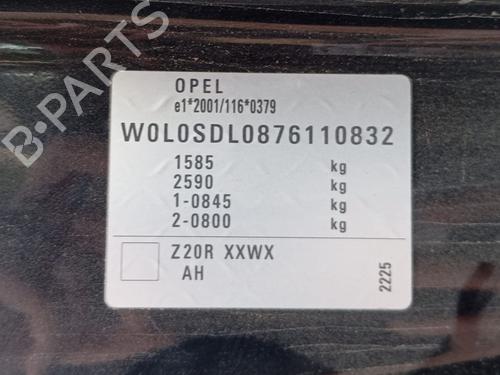 OPEL
e1*2001/116*0379
W0L0SDL0876110832
1585 kg
2590 kg
1-0845 kg
2-0800 kg
Z20R XXWX
AH
2225
B-PARTS